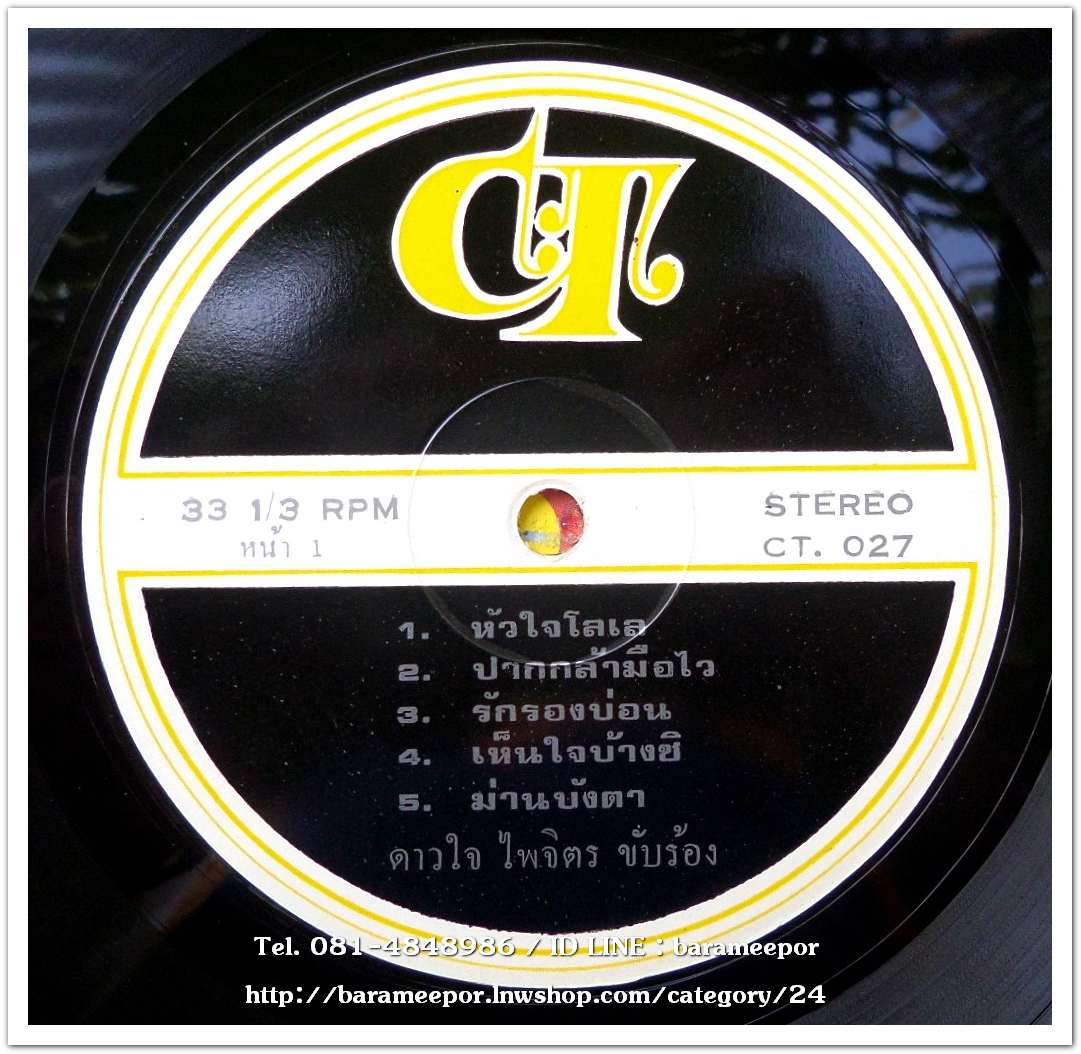 CT
33 1/3 RPM
หน้า 1
STEREO
CT. 027
1. หัวใจโลเล
2. ปากกล้ามือไว
3. รักรองบ่อน
4. เห็นใจบ้างซิ
5. ม่านบังตา
ดาวใจ ไพจิตร ขับร้อง
Tel. 081-4848986 / ID LINE : barameepor
http://barameepor.lnwshop.com/category/24